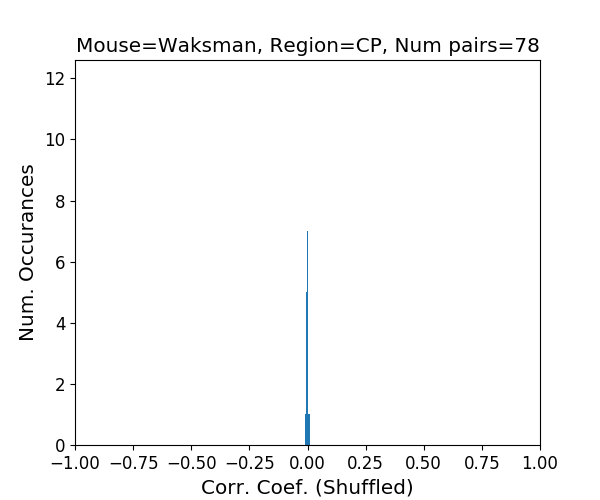 Mouse=Waksman, Region=CP, Num pairs=78
12
10
8
6
4
2
0
−1.00 −0.75 −0.50 −0.25 0.00 0.25 0.50 0.75 1.00
Num. Occurances
Corr. Coef. (Shuffled)